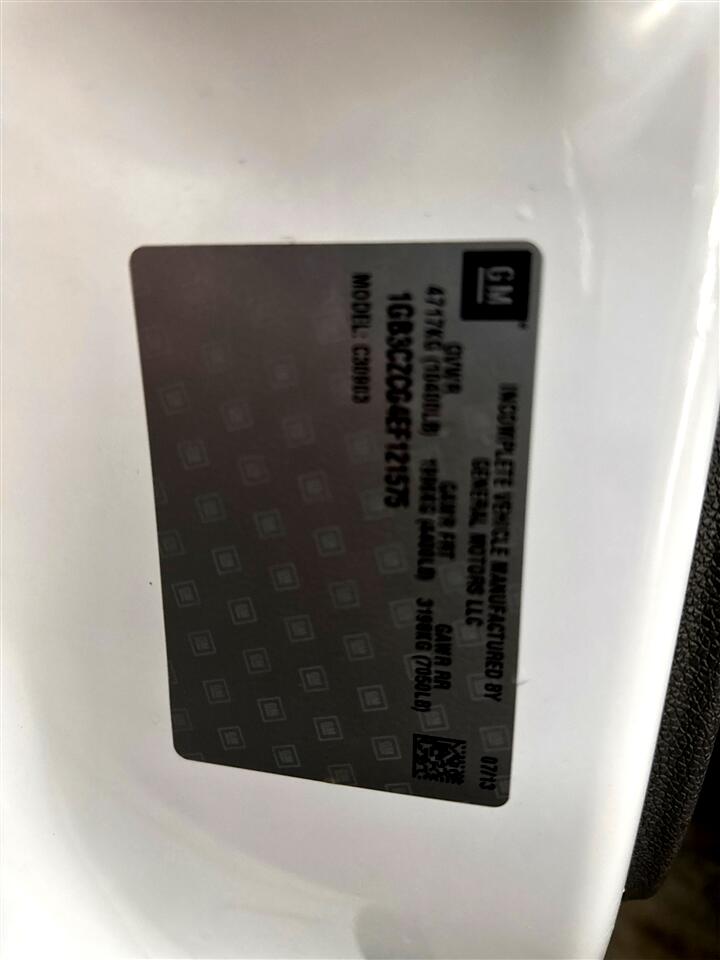 GM
INCOMPLETE VEHICLE MANUFACTURED BY
GENERAL MOTORS LLC
07/13
GVWR GAWR FRT GAWR RR
4717KG (10400LB) 1996KG (4400LB) 3198KG (7050LB)
1GB3CZCG4EF121575
MODEL: C30903